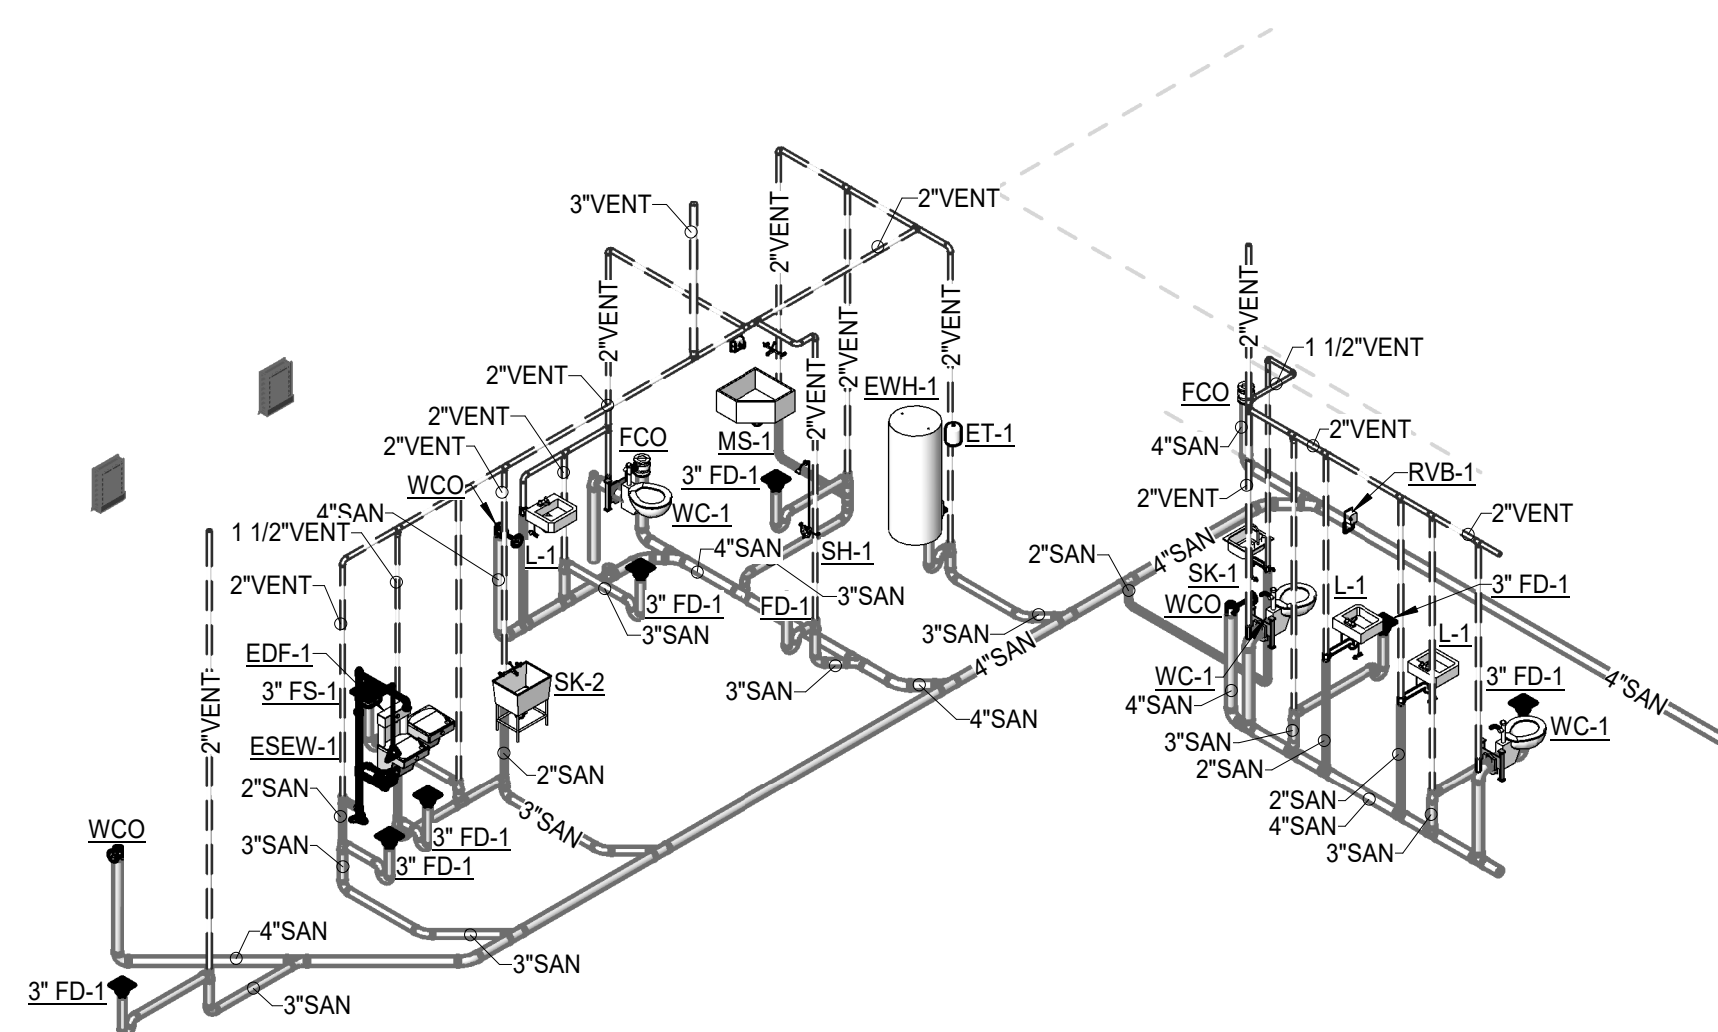 3"VENT
2"VENT
2"VENT
2"VENT
2"VENT
2"VENT
2"VENT
2"VENT
1 1/2"VENT
2"VENT
EWH-1
FCO
2"VENT
2"VENT
2"VENT
2"VENT
FCO
MS-1
ET-1
4"SAN
2"VENT
3" FD-1
RVB-1
WCO
2"VENT
4"SAN
WC-1
2"VENT
1 1/2"VENT
L-1
4"SAN
SH-1
2"SAN
4"SAN
SK-1
2"VENT
3" FD-1
FD-1
3"SAN
WCO
L-1
3" FD-1
3"SAN
3"SAN
L-1
EDF-1
4"SAN
3" FS-1
SK-2
3"SAN
WC-1
3" FD-1
4"SAN
2"VENT
4"SAN
4"SAN
WC-1
ESEW-1
3"SAN
2"SAN
2"SAN
2"SAN
2"SAN
WCO
3"SAN
4"SAN
3"SAN
3" FD-1
3"SAN
3" FD-1
4"SAN
3"SAN
3" FD-1
3"SAN